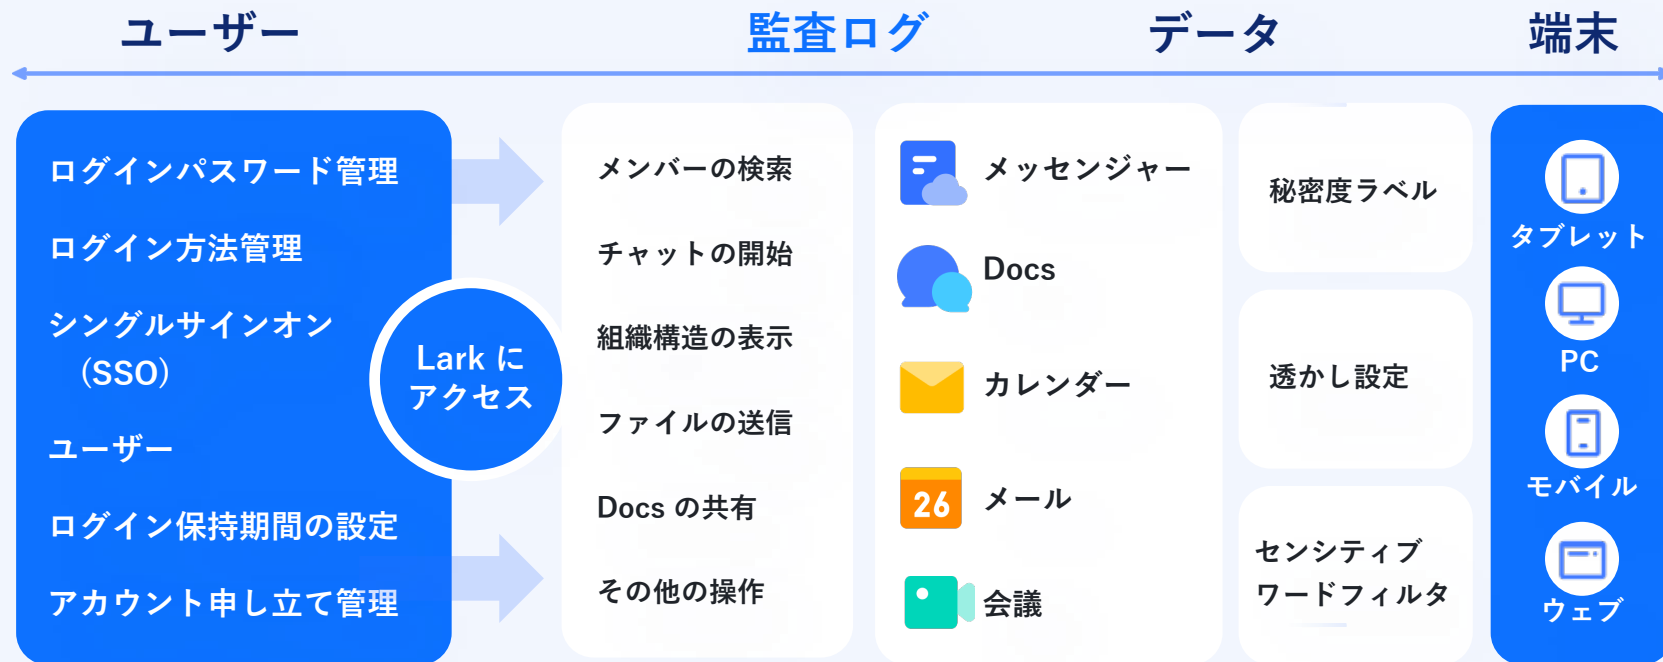 ユーザー
監査ログ
データ
端末
ログインパスワード管理
ログイン方法管理
シングルサインオン
(SSO)
ユーザー
ログイン保持期間の設定
アカウント申し立て管理
Lark に
アクセス
メンバーの検索
チャットの開始
組織構造の表示
ファイルの送信
Docs の共有
その他の操作
メッセンジャー
Docs
カレンダー
26
メール
会議
秘密度ラベル
透かし設定
センシティブ
ワードフィルタ
タブレット
PC
モバイル
ウェブ